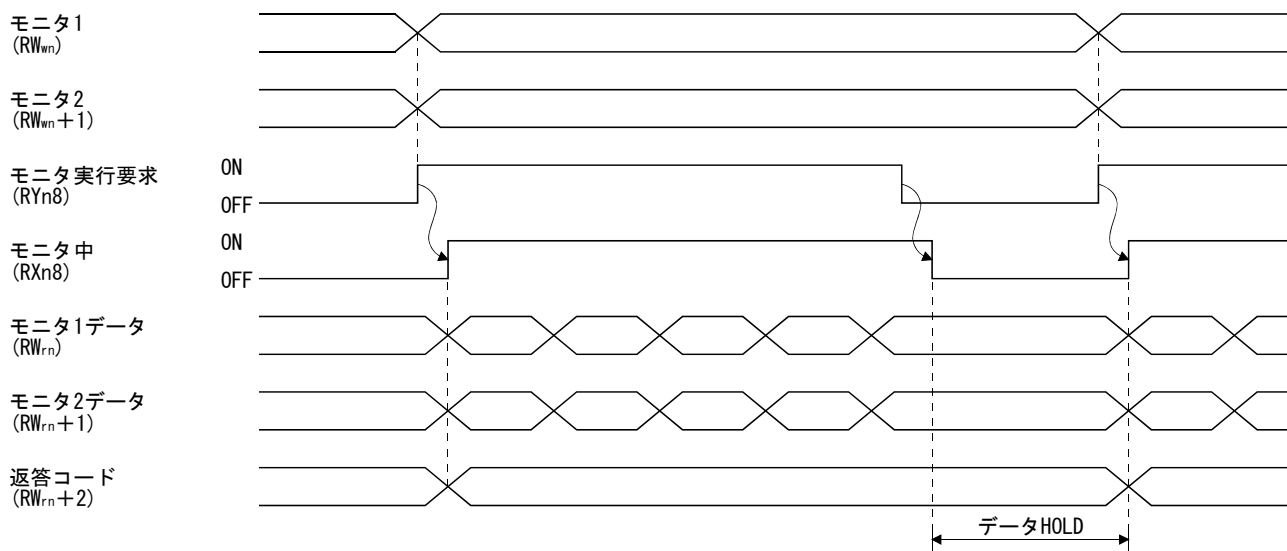 モニタ1
(RWwn)
モニタ2
(RWwn+1)
モニタ実行要求
(RYn8)
ON
OFF
モニタ中
(RXn8)
ON
OFF
モニタ1データ
(RWrn)
モニタ2データ
(RWrn+1)
返答コード
(RWrn+2)
データHOLD